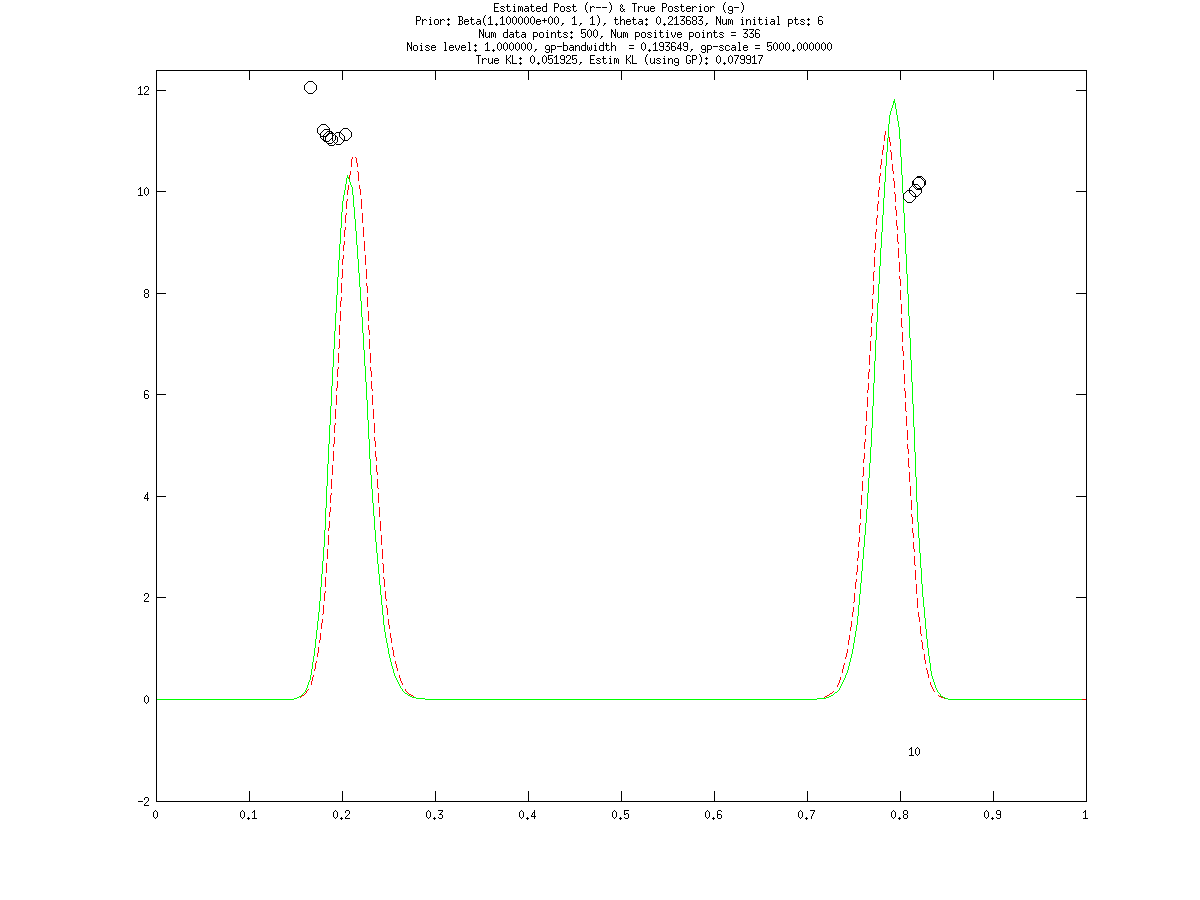 Estimated Post (r--) & True Posterior (g-)
Prior: Beta(1.100000e+00, 1, 1), theta: 0.213683, Num initial pts: 6
Num data points: 500, Num positive points = 336
Noise level: 1.000000, gp-bandwidth  = 0.193649, gp-scale = 5000.000000
True KL: 0.051925, Estim KL (using GP): 0.079917
12
10
8
6
4
2
0
10
-2
0 0.1 0.2 0.3 0.4 0.5 0.6 0.7 0.8 0.9 1